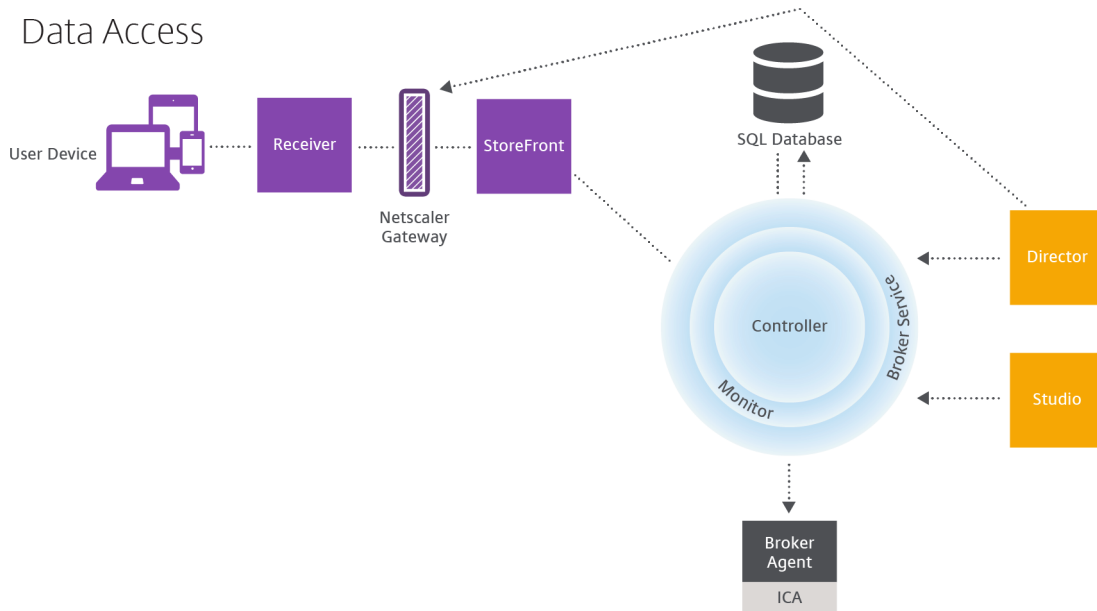 Data Access
User Device
Receiver
Netscaler
Gateway
StoreFront
SQL Database
Director
Controller
Broker Service
Monitor
Studio
Broker
Agent
ICA